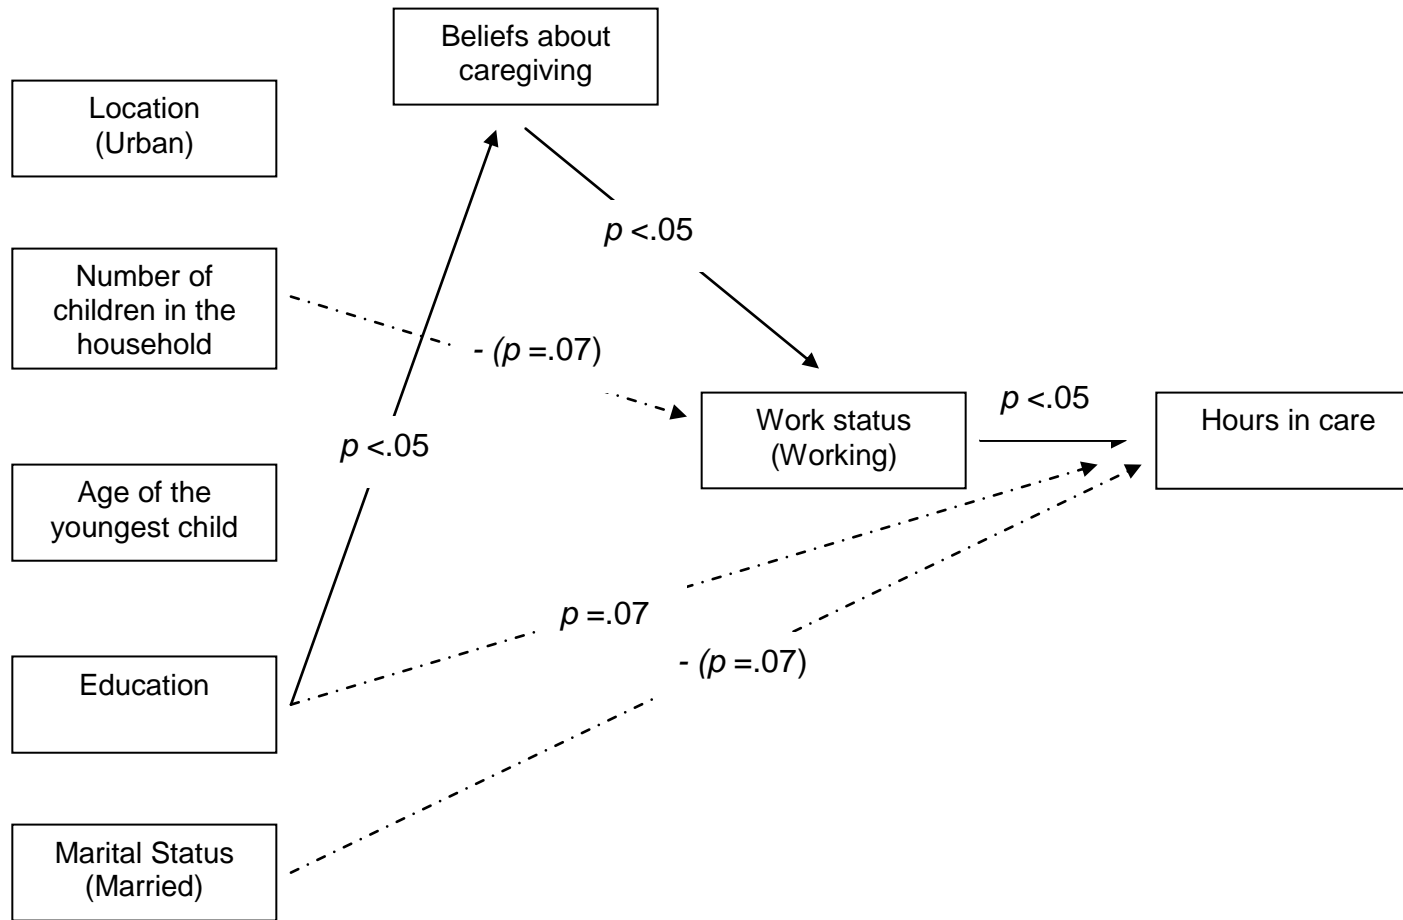 Beliefs about
caregiving
Location
(Urban)
p <.05
Number of
children in the
household
- (p =.07)
p <.05
Work status
(Working)
p <.05
Hours in care
Age of the
youngest child
p =.07
- (p =.07)
Education
Marital Status
(Married)